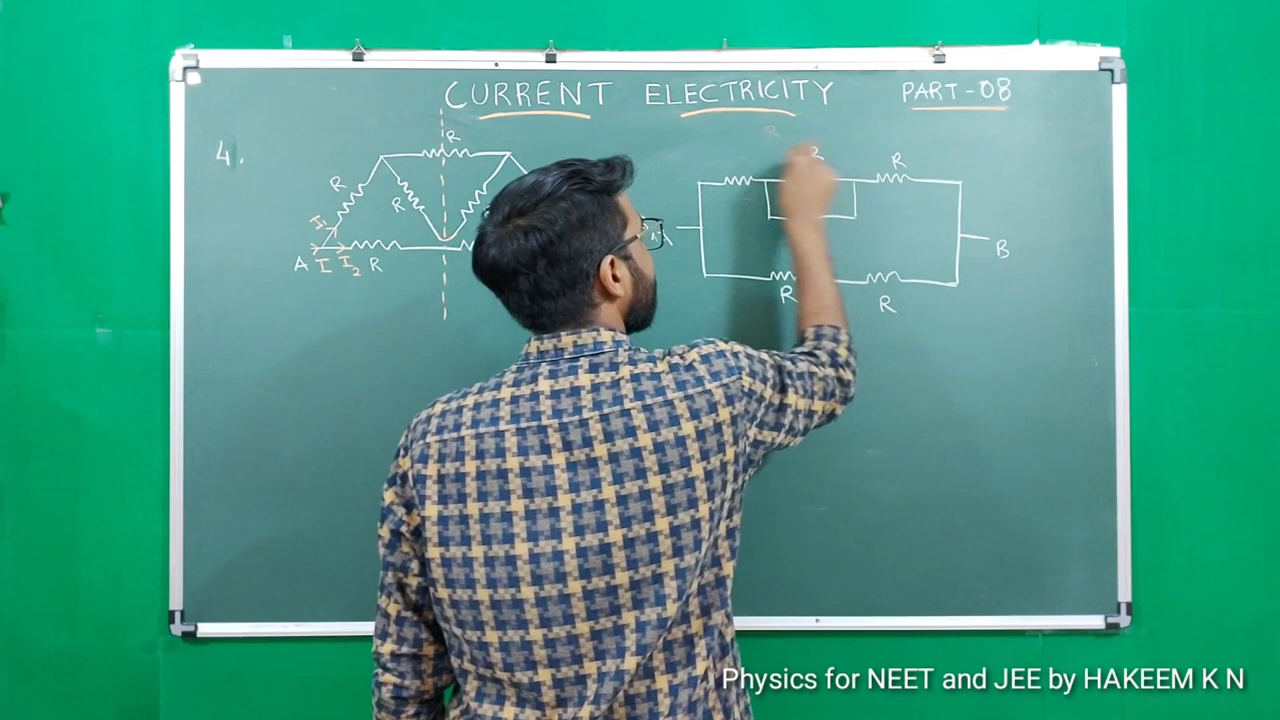 CURRENT ELECTRICITY PART-08
4.
R
R
R
I₁
A I I₂ R
R
R
B
R
R
Physics for NEET and JEE by HAKEEM K N